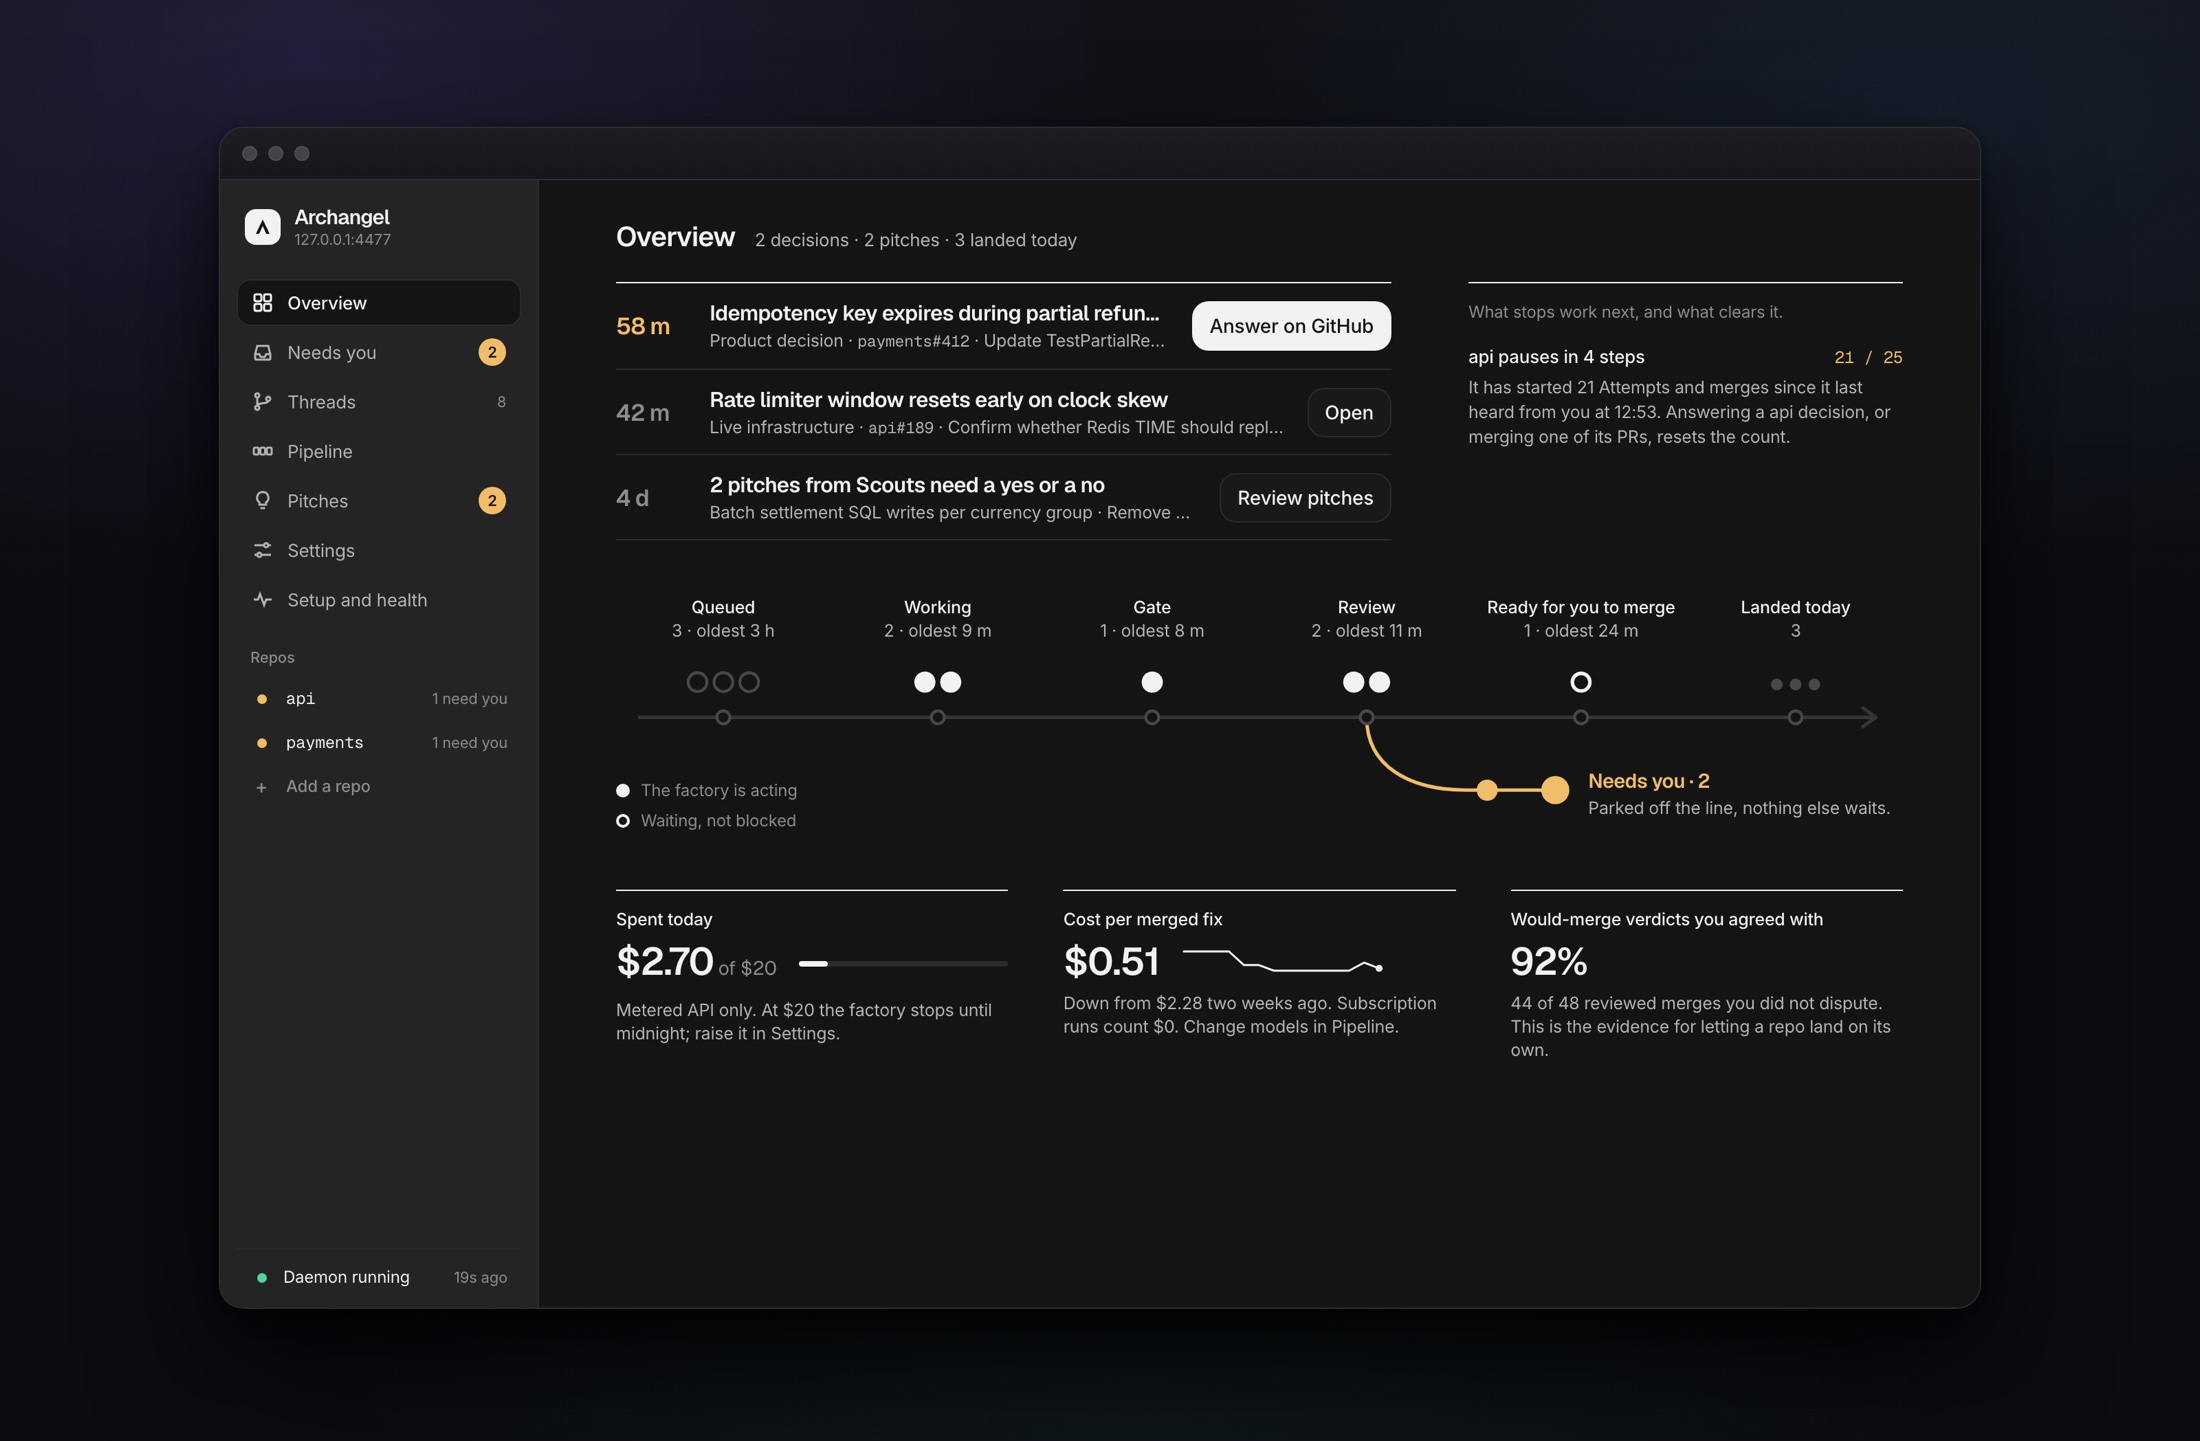 Archangel
127.0.0.1:4477
Overview
Needs you 2
Threads 8
Pipeline
Pitches 2
Settings
Setup and health
Repos
api 1 need you
payments 1 need you
+ Add a repo
Daemon running 19s ago
Overview 2 decisions · 2 pitches · 3 landed today
58 m
Idempotency key expires during partial refun...
Product decision · payments#412 · Update TestPartialRe...
Answer on GitHub
42 m
Rate limiter window resets early on clock skew
Live infrastructure · api#189 · Confirm whether Redis TIME should repl...
Open
4 d
2 pitches from Scouts need a yes or a no
Batch settlement SQL writes per currency group · Remove ...
Review pitches
What stops work next, and what clears it.
api pauses in 4 steps 21 / 25
It has started 21 Attempts and merges since it last
heard from you at 12:53. Answering a api decision, or
merging one of its PRs, resets the count.
Queued
3 · oldest 3 h
Working
2 · oldest 9 m
Gate
1 · oldest 8 m
Review
2 · oldest 11 m
Ready for you to merge
1 · oldest 24 m
Landed today
3
The factory is acting
Waiting, not blocked
Needs you · 2
Parked off the line, nothing else waits.
Spent today
$2.70 of $20
Metered API only. At $20 the factory stops until
midnight; raise it in Settings.
Cost per merged fix
$0.51
Down from $2.28 two weeks ago. Subscription
runs count $0. Change models in Pipeline.
Would-merge verdicts you agreed with
92%
44 of 48 reviewed merges you did not dispute.
This is the evidence for letting a repo land on its
own.